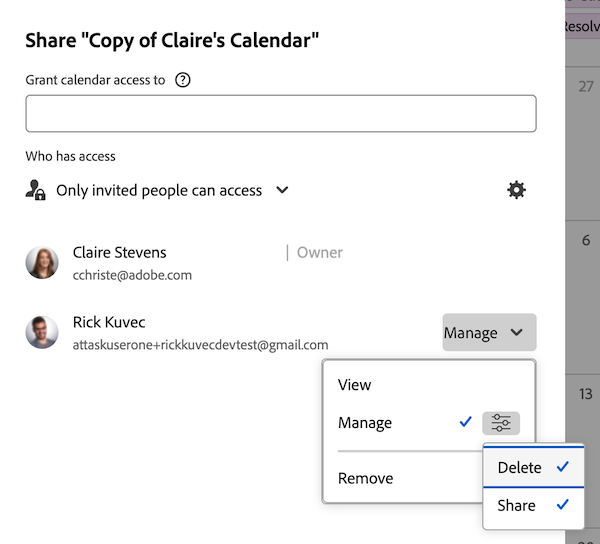 Share "Copy of Claire's Calendar"
Resolv
Grant calendar access to ?
27
Who has access
Only invited people can access
6
Claire Stevens | Owner
cchriste@adobe.com
Rick Kuvec
Manage
attaskuserone+rickkuvecdevtest@gmail.com
View
13
Manage
Delete
Remove
Share